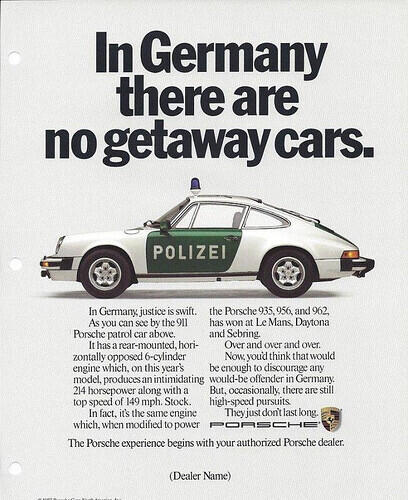 In Germany
there are
no getaway cars.
POLIZEI
In Germany, justice is swift.
As you can see by the 911
Porsche patrol car above.
It has a rear-mounted, hori-
zontally opposed 6-cylinder
engine which, on this year's
model, produces an intimidating
214 horsepower along with a
top speed of 149 mph. Stock.
In fact, it's the same engine
which, when modified to power
the Porsche 935, 956, and 962,
has won at Le Mans, Daytona
and Sebring.
Over and over and over.
Now, you'd think that would
be enough to discourage any
would-be offender in Germany.
But, occasionally, there are still
high-speed pursuits.
They just don't last long.
PORSCHE
The Porsche experience begins with your authorized Porsche dealer.
(Dealer Name)